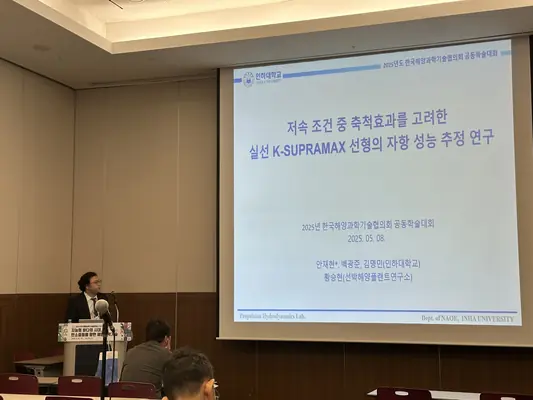 인하대학교
2025년도 한국해양과학기술협의회 공동학술대회
저속 조건 중 축척효과를 고려한
실선 K-SUPRAMAX 선형의 자항 성능 추정 연구
2025년 한국해양과학기술협의회 공동학술대회
2025. 05. 08.
안재현*, 백광준, 김명민(인하대학교)
황승현(선박해양플랜트연구소)
Propulsion Hydrodynamics Lab.
Dept. of NAOE, INHA UNIVERSITY